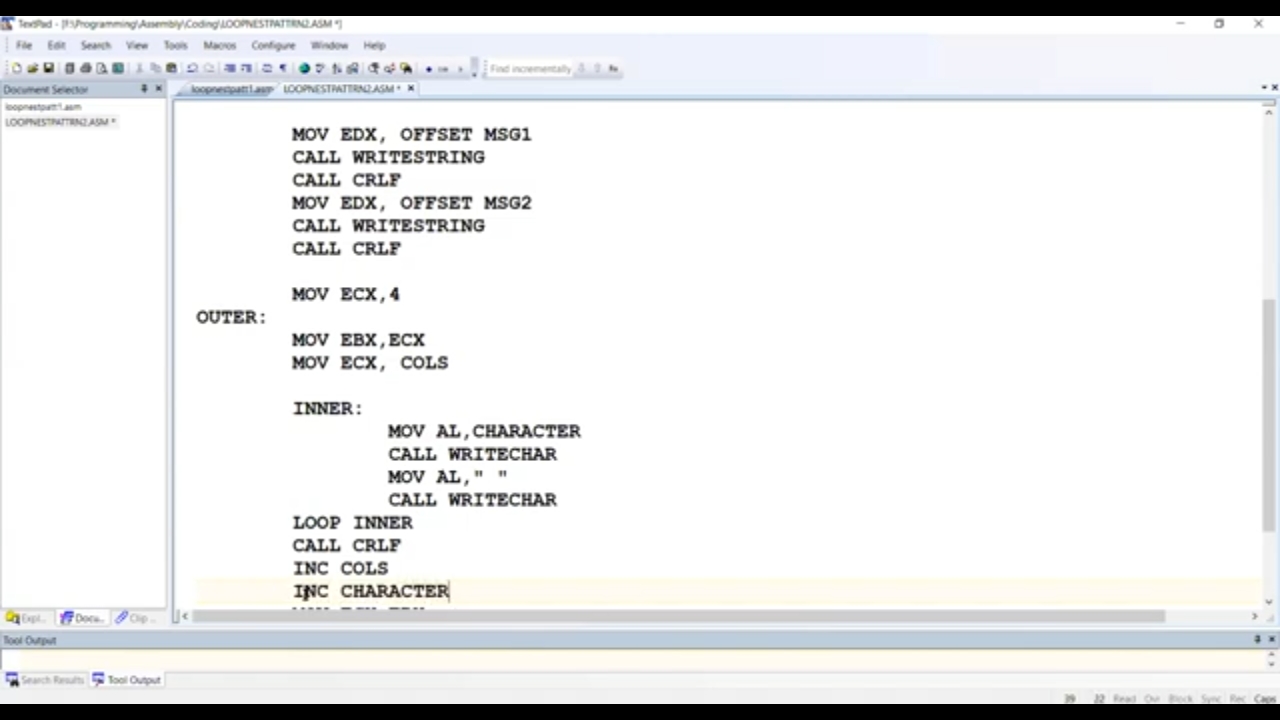 TextPad - [F:\Programming\Assembly\Coding\LOOPNESTPATTRN2.ASM *]
File Edit Search View Tools Macros Configure Window Help
Find incrementally
Document Selector
loopnestpatt1.asm LOOPNESTPATTRN2.ASM *
loopnestpatt1.asm
LOOPNESTPATTRN2.ASM *
MOV EDX, OFFSET MSG1
CALL WRITESTRING
CALL CRLF
MOV EDX, OFFSET MSG2
CALL WRITESTRING
CALL CRLF
MOV ECX,4
OUTER:
MOV EBX,ECX
MOV ECX, COLS
INNER:
MOV AL,CHARACTER
CALL WRITECHAR
MOV AL," "
CALL WRITECHAR
LOOP INNER
CALL CRLF
INC COLS
INC CHARACTER
Expl.. Docu.. Clip ..
Tool Output
Search Results Tool Output
39 22 Read Ovr Block Sync Rec Caps